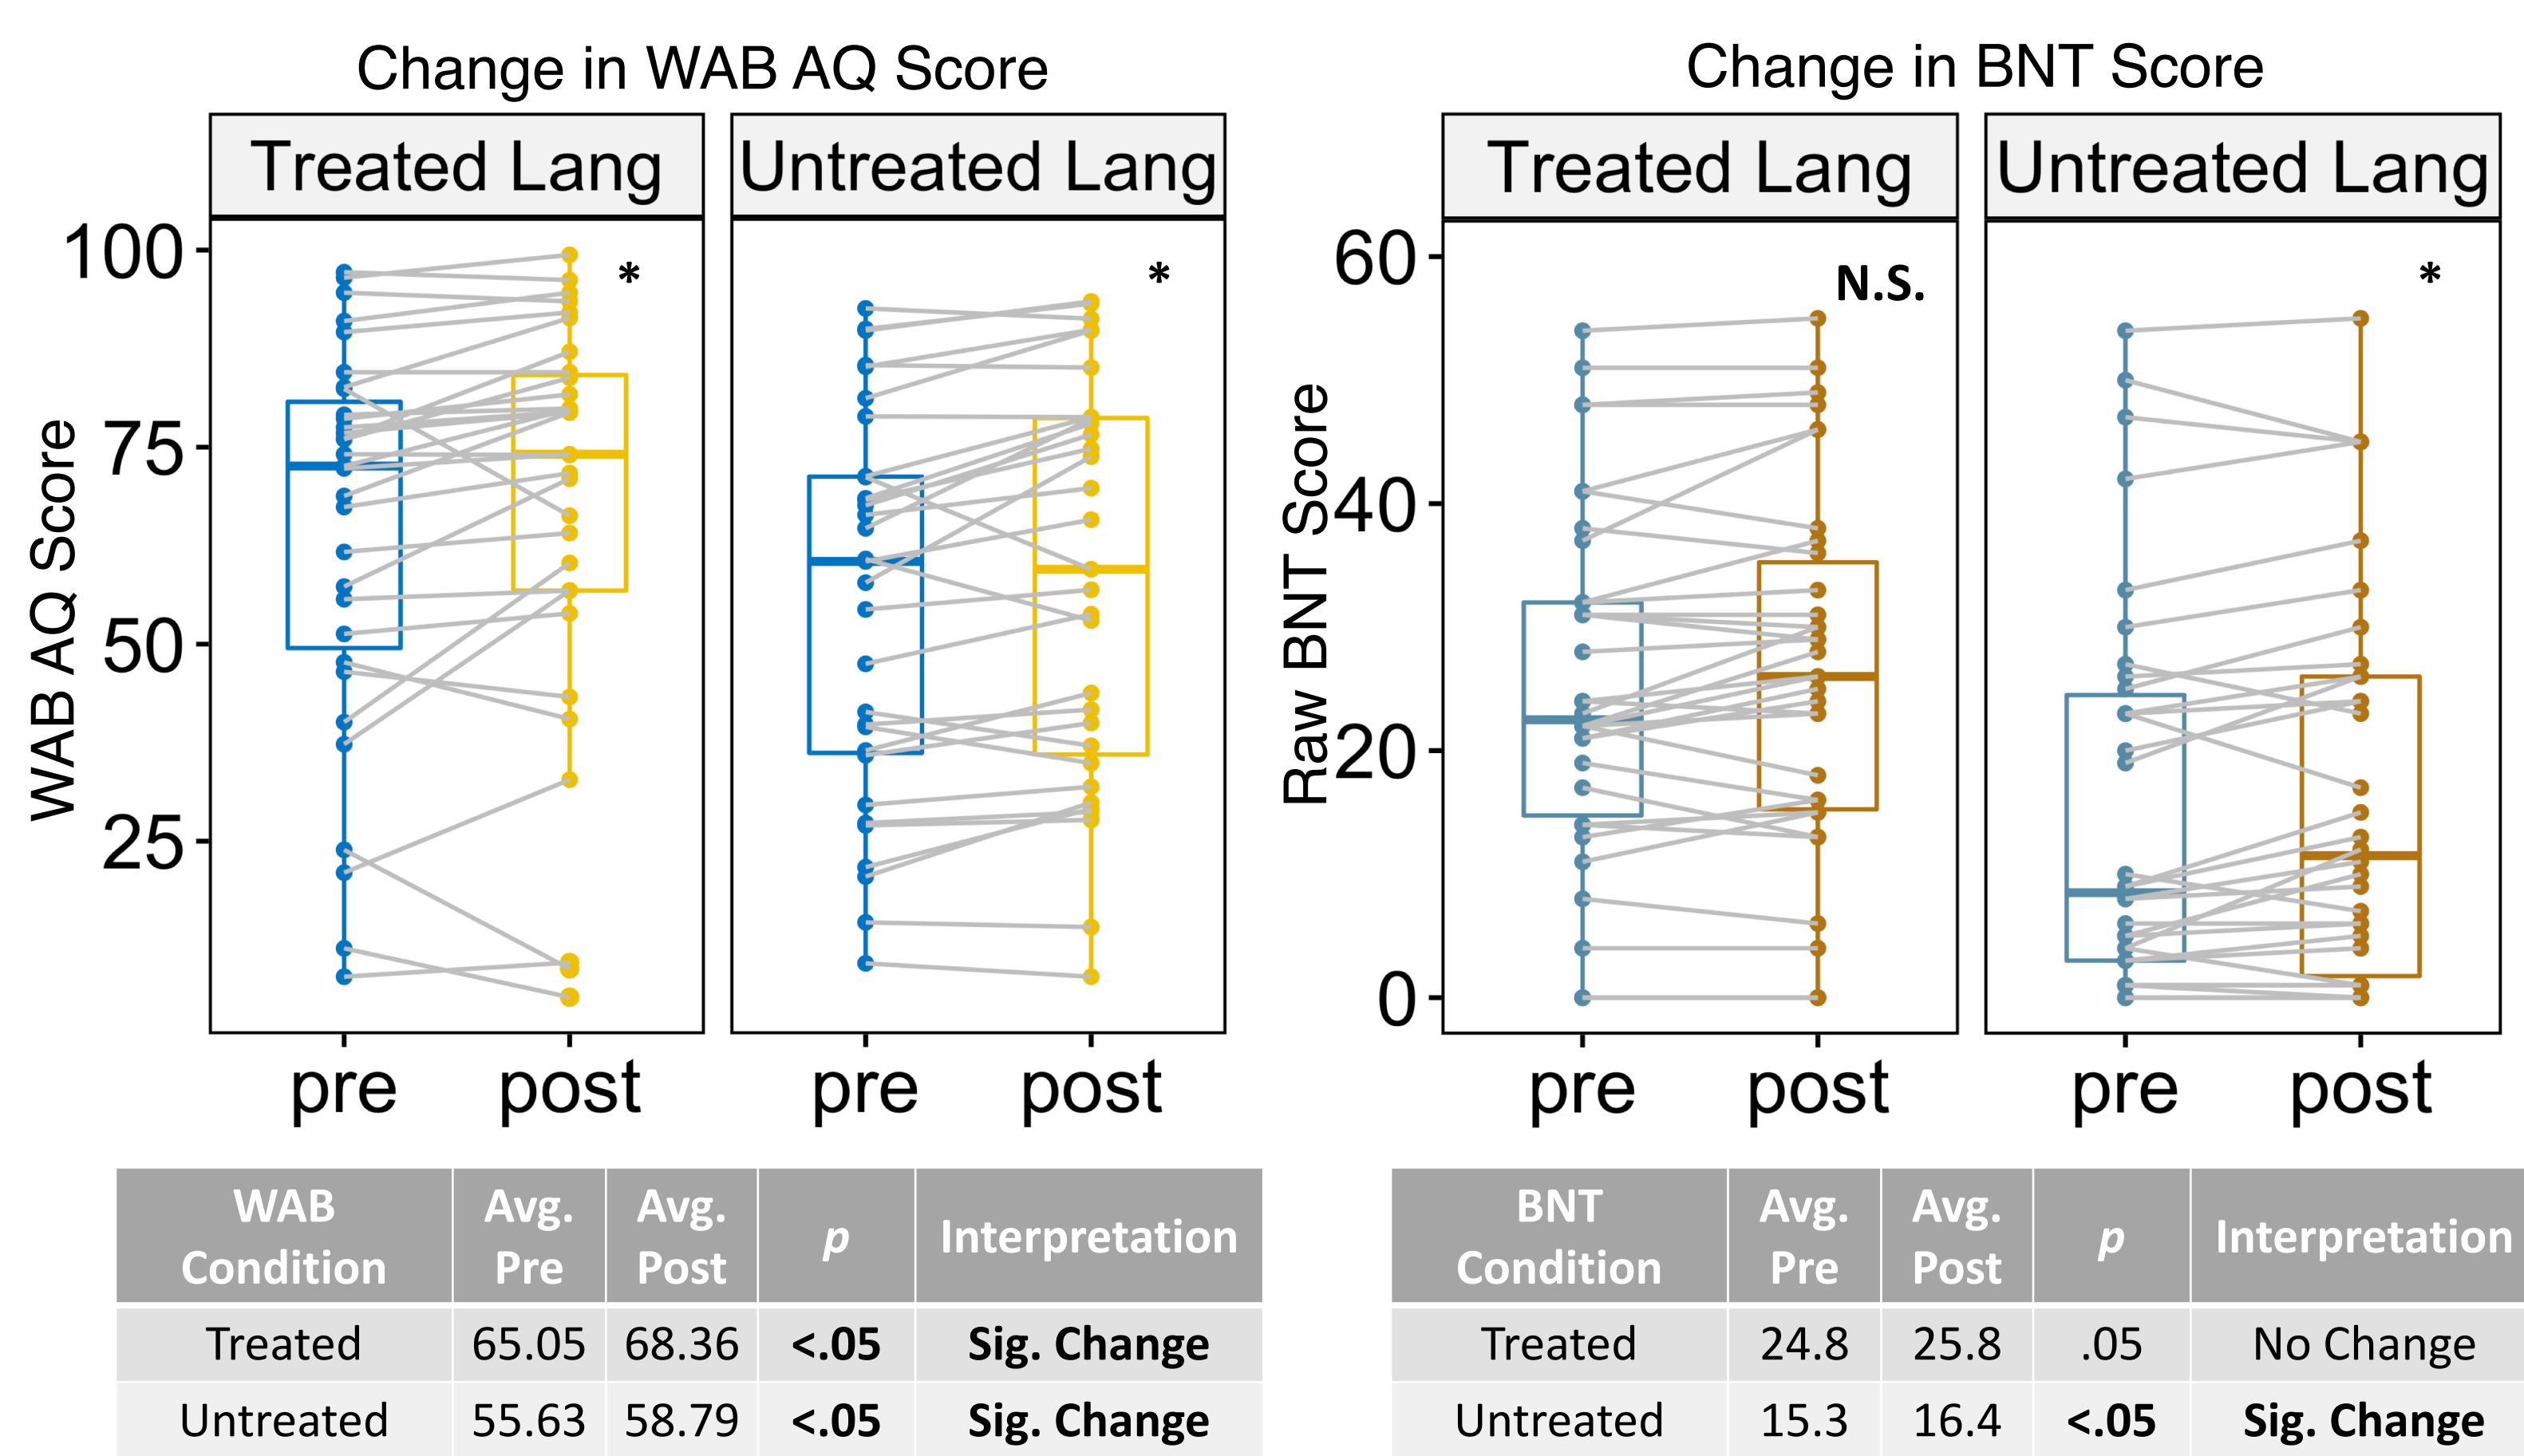 Change in WAB AQ Score
Treated Lang
Untreated Lang
WAB AQ Score
100
75
50
25
*
*
pre
post
pre
post
Change in BNT Score
Treated Lang
Untreated Lang
Raw BNT Score
60
40
20
0
N.S.
*
pre
post
pre
post
WAB Condition Avg. Pre Avg. Post p Interpretation
Treated 65.05 68.36 <.05 Sig. Change
Untreated 55.63 58.79 <.05 Sig. Change
BNT Condition Avg. Pre Avg. Post p Interpretation
Treated 24.8 25.8 .05 No Change
Untreated 15.3 16.4 <.05 Sig. Change